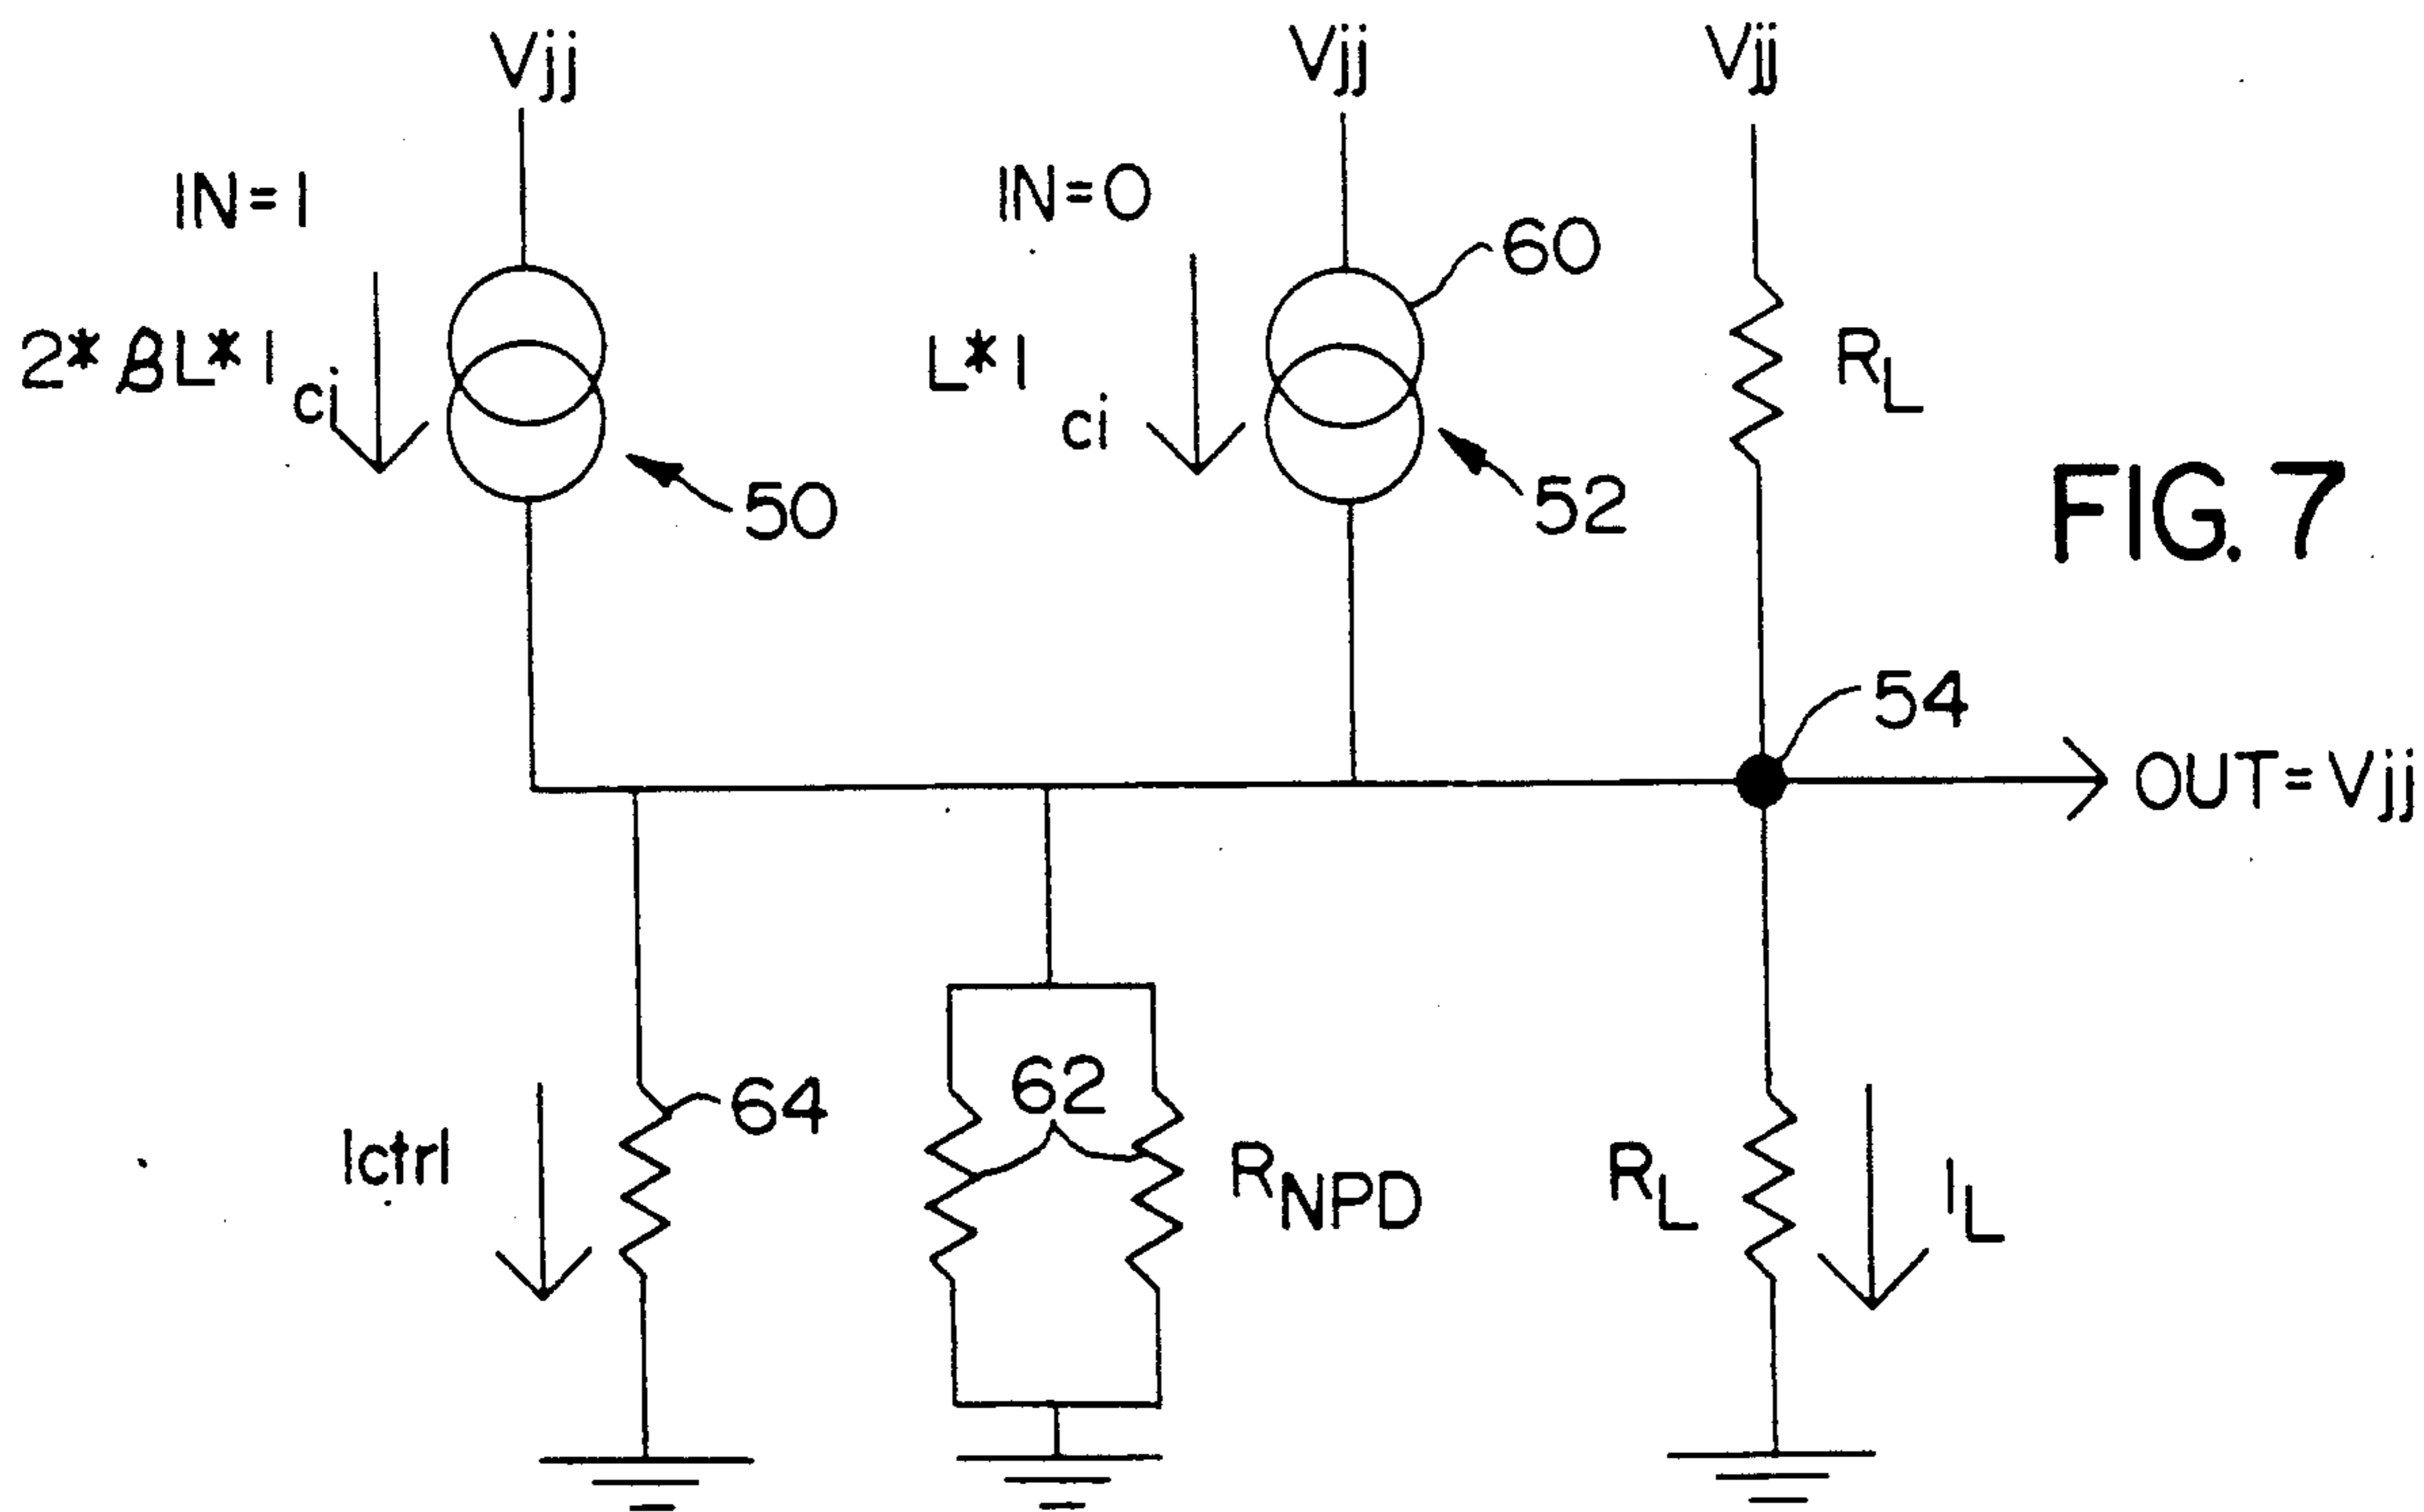 Vjj
Vjj
Vjj
IN=1
IN=0
60
2*βL*I ci
L*I ci
RL
50
52
FIG. 7
54
OUT=Vjj
64
62
Ictrl
RNPD
RL
IL